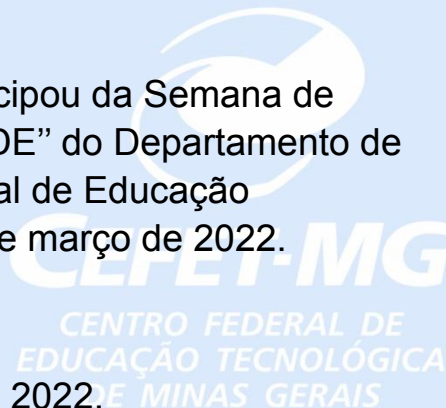 cipou da Semana de
DE” do Departamento de
al de Educação
e março de 2022.
CEFET-MG
CENTRO FEDERAL DE
EDUCAÇÃO TECNOLÓGICA
DE MINAS GERAIS
2022.